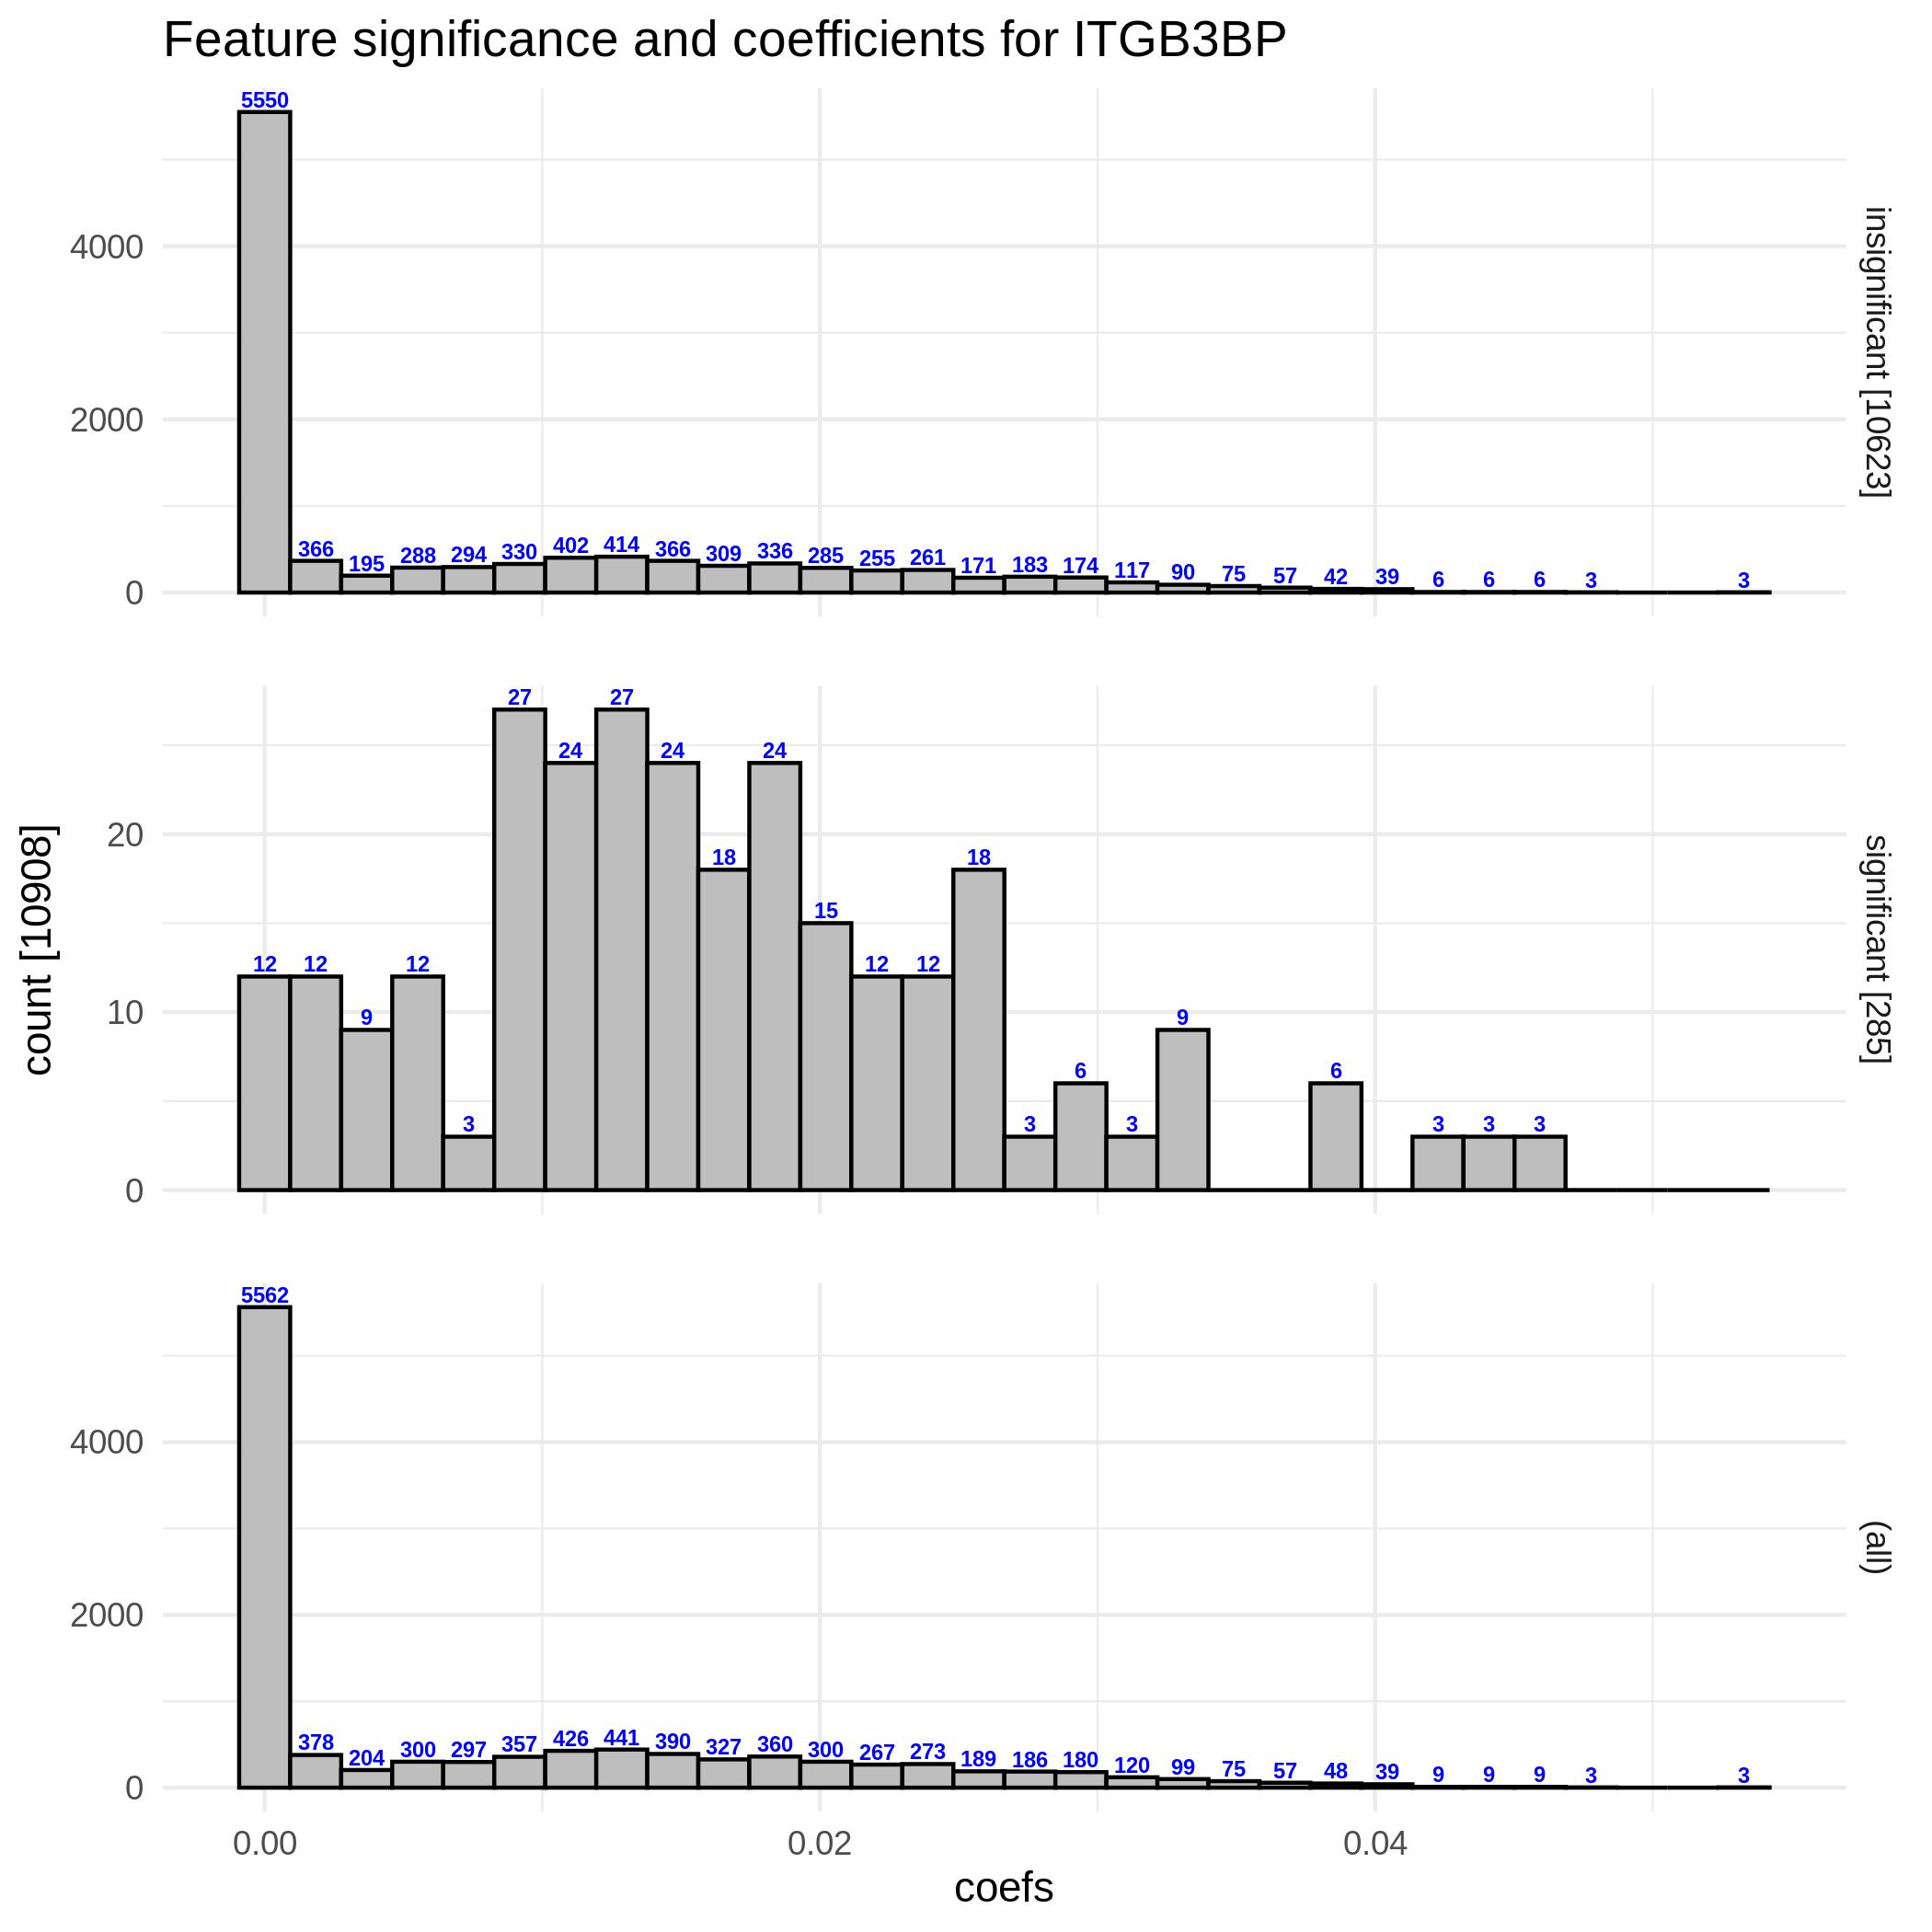 Feature significance and coefficients for ITGB3BP
5550
366 195 288 294 330 402 414 366 309 336 285 255 261 171 183 174 117 90 75 57 42 39 6 6 6 3 3
4000
2000
0
insignificant [10623]
27 27
24 24 24
18 18
15
12 12 12 12 12
9 9
6 6
3 3 3 3 3 3
20
10
0
count [10908]
significant [285]
5562
378 204 300 297 357 426 441 390 327 360 300 267 273 189 186 180 120 99 75 57 48 39 9 9 9 3 3
4000
2000
0
(all)
0.00 0.02 0.04
coefs